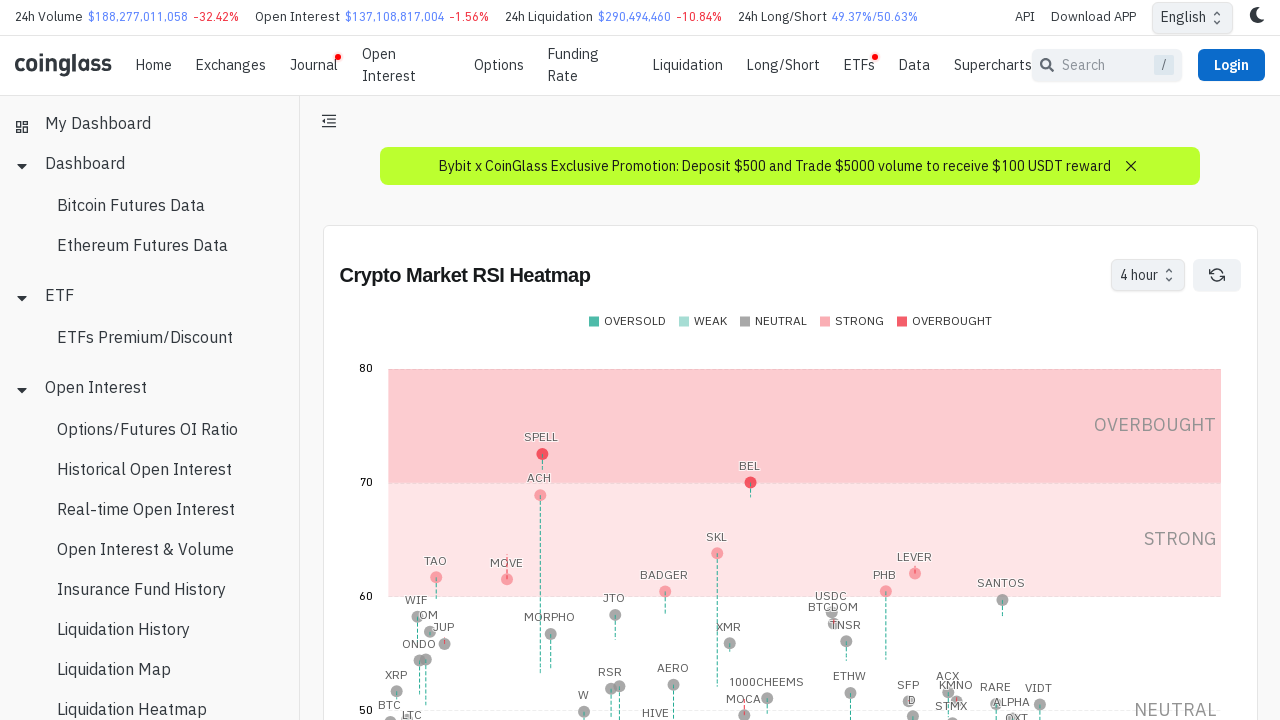 24h Volume $188,277,011,058 -32.42% Open Interest $137,108,817,004 -1.56% 24h Liquidation $290,494,460 -10.84% 24h Long/Short 49.37%/50.63% API Download APP English
coinglass Home Exchanges Journal Open Interest Options Funding Rate Liquidation Long/Short ETFs Data Supercharts Search / Login
My Dashboard
Dashboard
Bitcoin Futures Data
Ethereum Futures Data
ETF
ETFs Premium/Discount
Open Interest
Options/Futures OI Ratio
Historical Open Interest
Real-time Open Interest
Open Interest & Volume
Insurance Fund History
Liquidation History
Liquidation Map
Liquidation Heatmap
Bybit x CoinGlass Exclusive Promotion: Deposit $500 and Trade $5000 volume to receive $100 USDT reward
Crypto Market RSI Heatmap
4 hour
OVERSOLD WEAK NEUTRAL STRONG OVERBOUGHT
80
OVERBOUGHT
SPELL
BEL
ACH
70
SKL
STRONG
LEVER
TAO
MOVE
BADGER
PHB
SANTOS
60
WIF
JTO
USDC
BTCDOM
OM
MORPHO
JUP
XMR
TNSR
ONDO
XRP
RSR
AERO
1000CHEEMS
ETHW
ACX
SFP
KMNO
RARE
VIDT
W
MOCA
D
BTC
STMX
ALPHA
50
NEUTRAL
LTC
HIVE
OXT